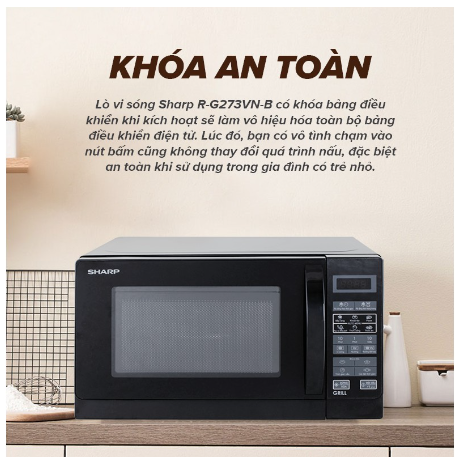 KHÓA AN TOÀN
Lò vi sóng Sharp R-G273VN-B có khóa bảng điều
khiển khi kích hoạt sẽ làm vô hiệu hóa toàn bộ bảng
điều khiển điện tử. Lúc đó, bạn có vô tình chạm vào
nút bấm cũng không thay đổi quá trình nấu, đặc biệt
an toàn khi sử dụng trong gia đình có trẻ nhỏ.
SHARP
GRILL